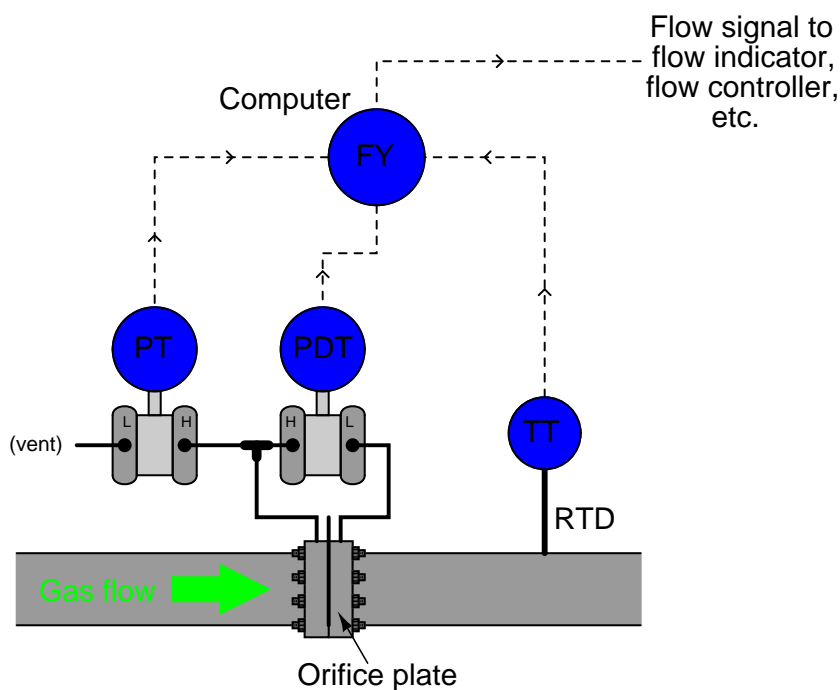 Flow signal to
flow indicator,
flow controller,
etc.
Computer
FY
PT
PDT
TT
L
H
H
L
(vent)
RTD
Gas flow
Orifice plate